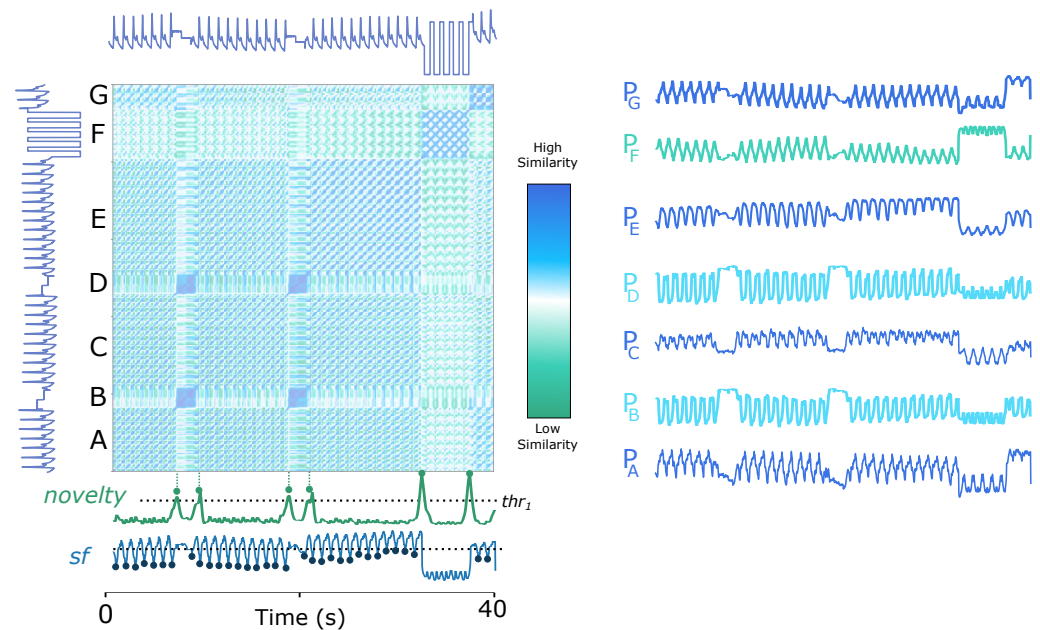 G
F
E
D
C
B
A
High
Similarity
Low
Similarity
novelty
thr1
sf
0
Time (s)
40
PG
PF
PE
PD
PC
PB
PA